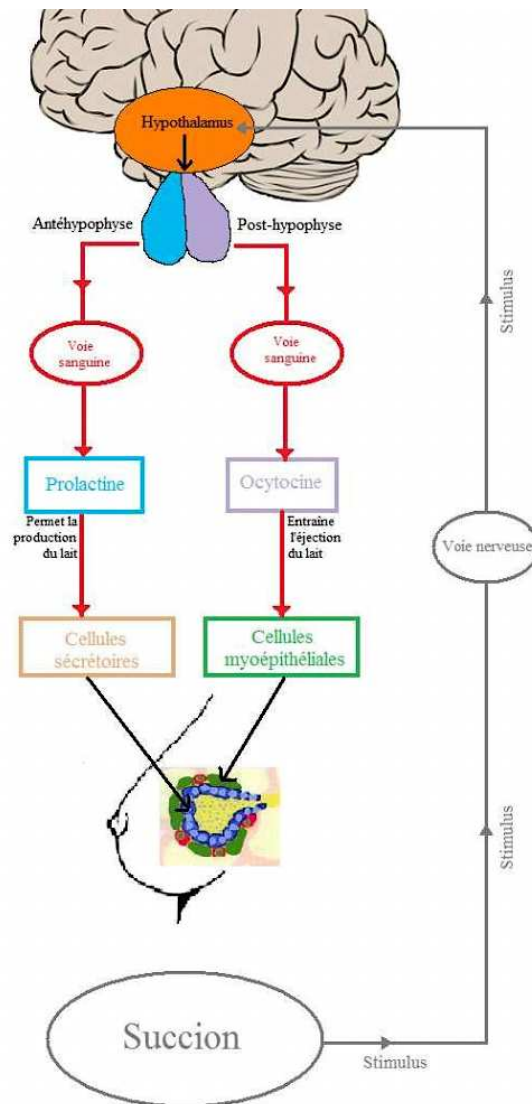 Hypothalamus
Antéhypophyse
Post-hypophyse
Voie
sanguine
Voie
sanguine
Stimulus
Prolactine
Ocytocine
Permet la
production
du lait
Entraîne
l'éjection
du lait
Voie nerveuse
Cellules
sécrétoires
Cellules
myoépithéliales
Stimulus
Succion
Stimulus